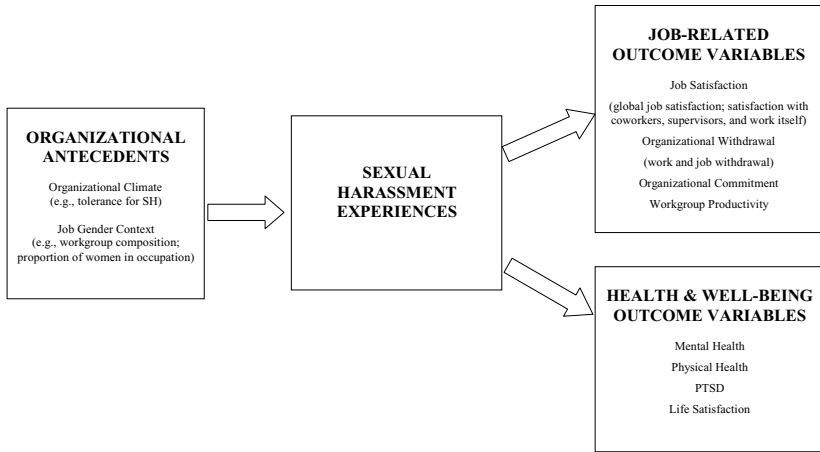 ORGANIZATIONAL
ANTECEDENTS
Organizational Climate
(e.g., tolerance for SH)
Job Gender Context
(e.g., workgroup composition;
proportion of women in occupation)
SEXUAL
HARASSMENT
EXPERIENCES
JOB-RELATED
OUTCOME VARIABLES
Job Satisfaction
(global job satisfaction; satisfaction with
coworkers, supervisors, and work itself)
Organizational Withdrawal
(work and job withdrawal)
Organizational Commitment
Workgroup Productivity
HEALTH & WELL-BEING
OUTCOME VARIABLES
Mental Health
Physical Health
PTSD
Life Satisfaction